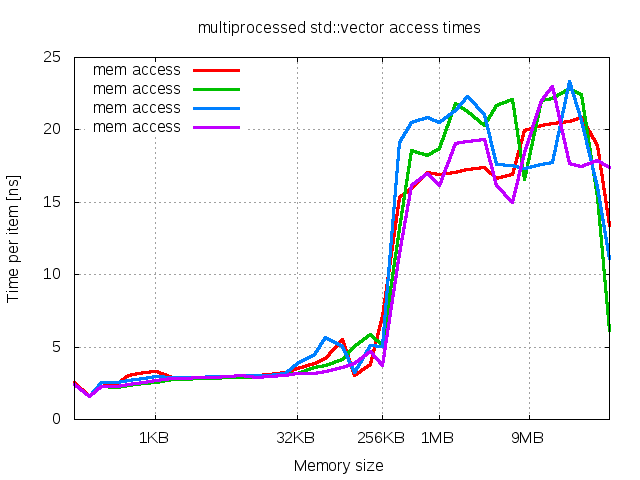 multiprocessed std::vector access times
25
20
15
10
5
0
Time per item [ns]
mem access
mem access
mem access
mem access
1KB 32KB 256KB 1MB 9MB
Memory size